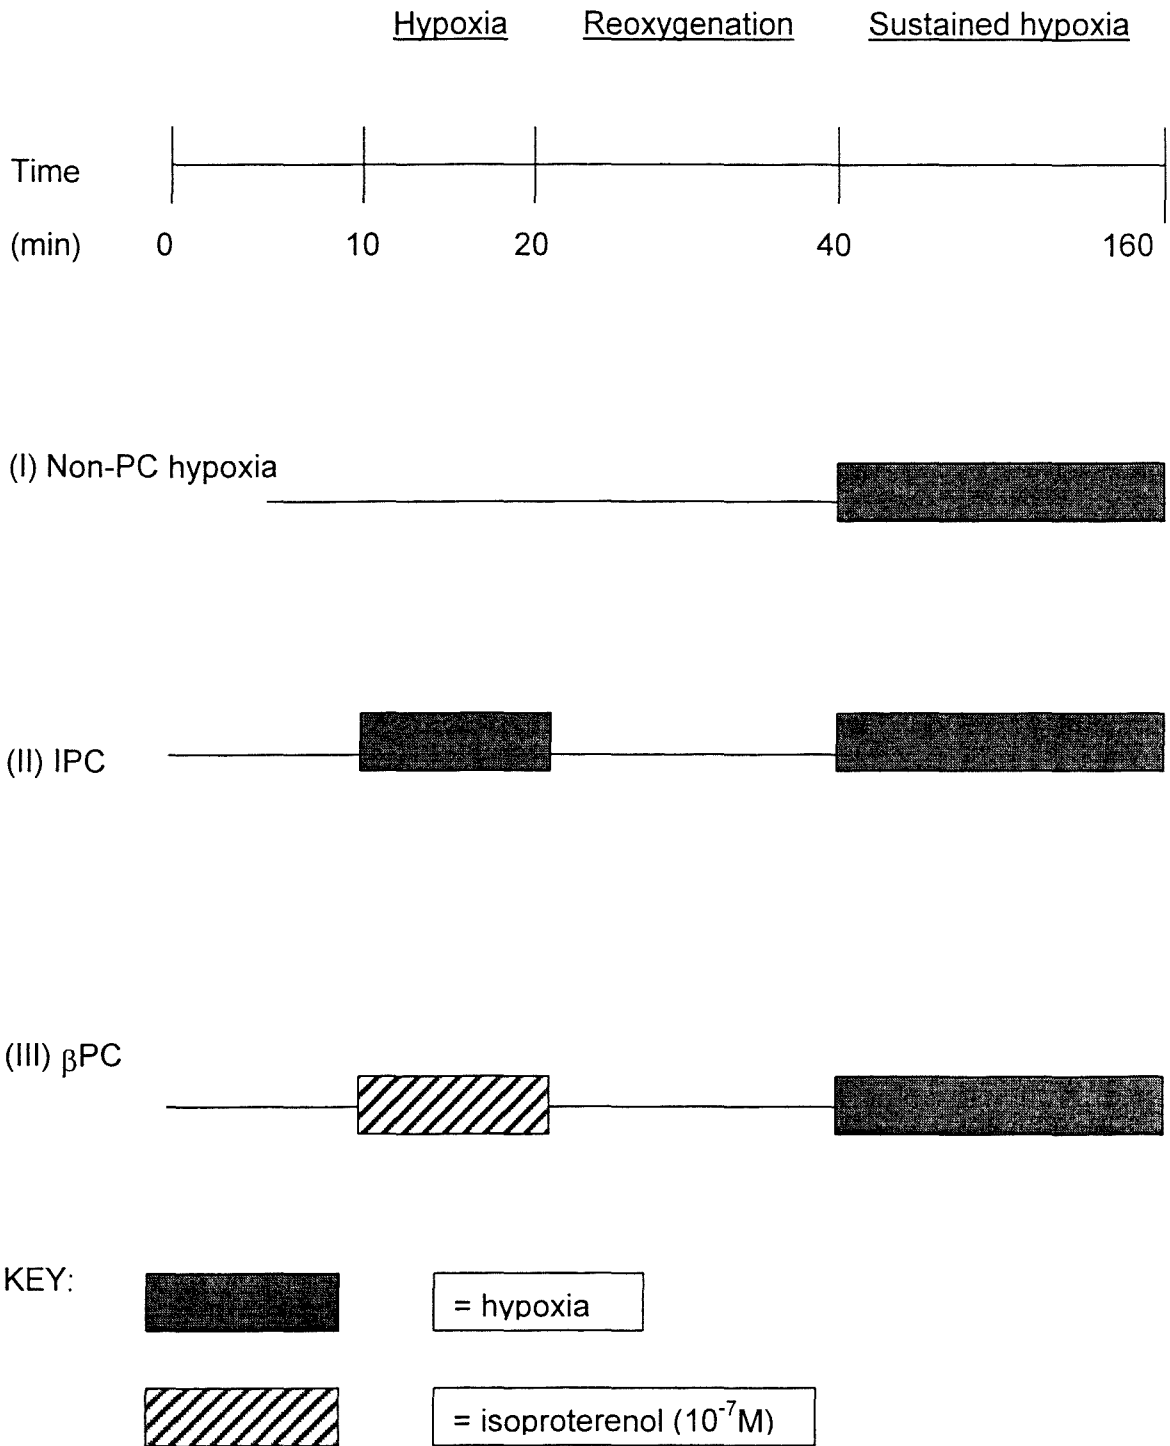 Hypoxia Reoxygenation Sustained hypoxia
Time
(min) 0 10 20 40 160
(I) Non-PC hypoxia
(II) IPC
(III) βPC
KEY:
= hypoxia
= isoproterenol (10⁻⁷M)